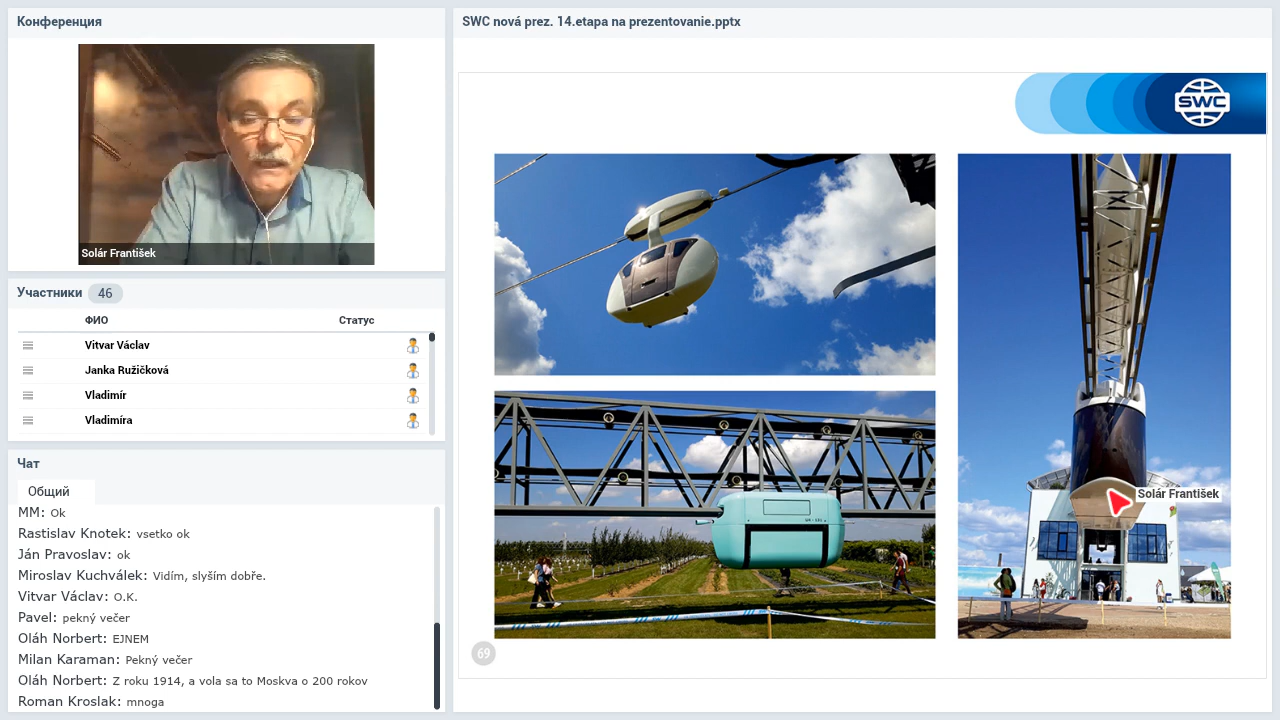 Конференция
Solár František
Участники 46
ФИО Статус
Vitvar Václav
Janka Ružičková
Vladimír
Vladimíra
Чат
Общий
MM: Ok
Rastislav Knotek: vsetko ok
Ján Pravoslav: ok
Miroslav Kuchválek: Vidím, slyším dobře.
Vitvar Václav: O.K.
Pavel: pekný večer
Oláh Norbert: EJNEM
Milan Karaman: Pekný večer
Oláh Norbert: Z roku 1914, a vola sa to Moskva o 200 rokov
Roman Kroslak: mnoga
SWC nová prez. 14.etapa na prezentovanie.pptx
SWC
Solár František
69